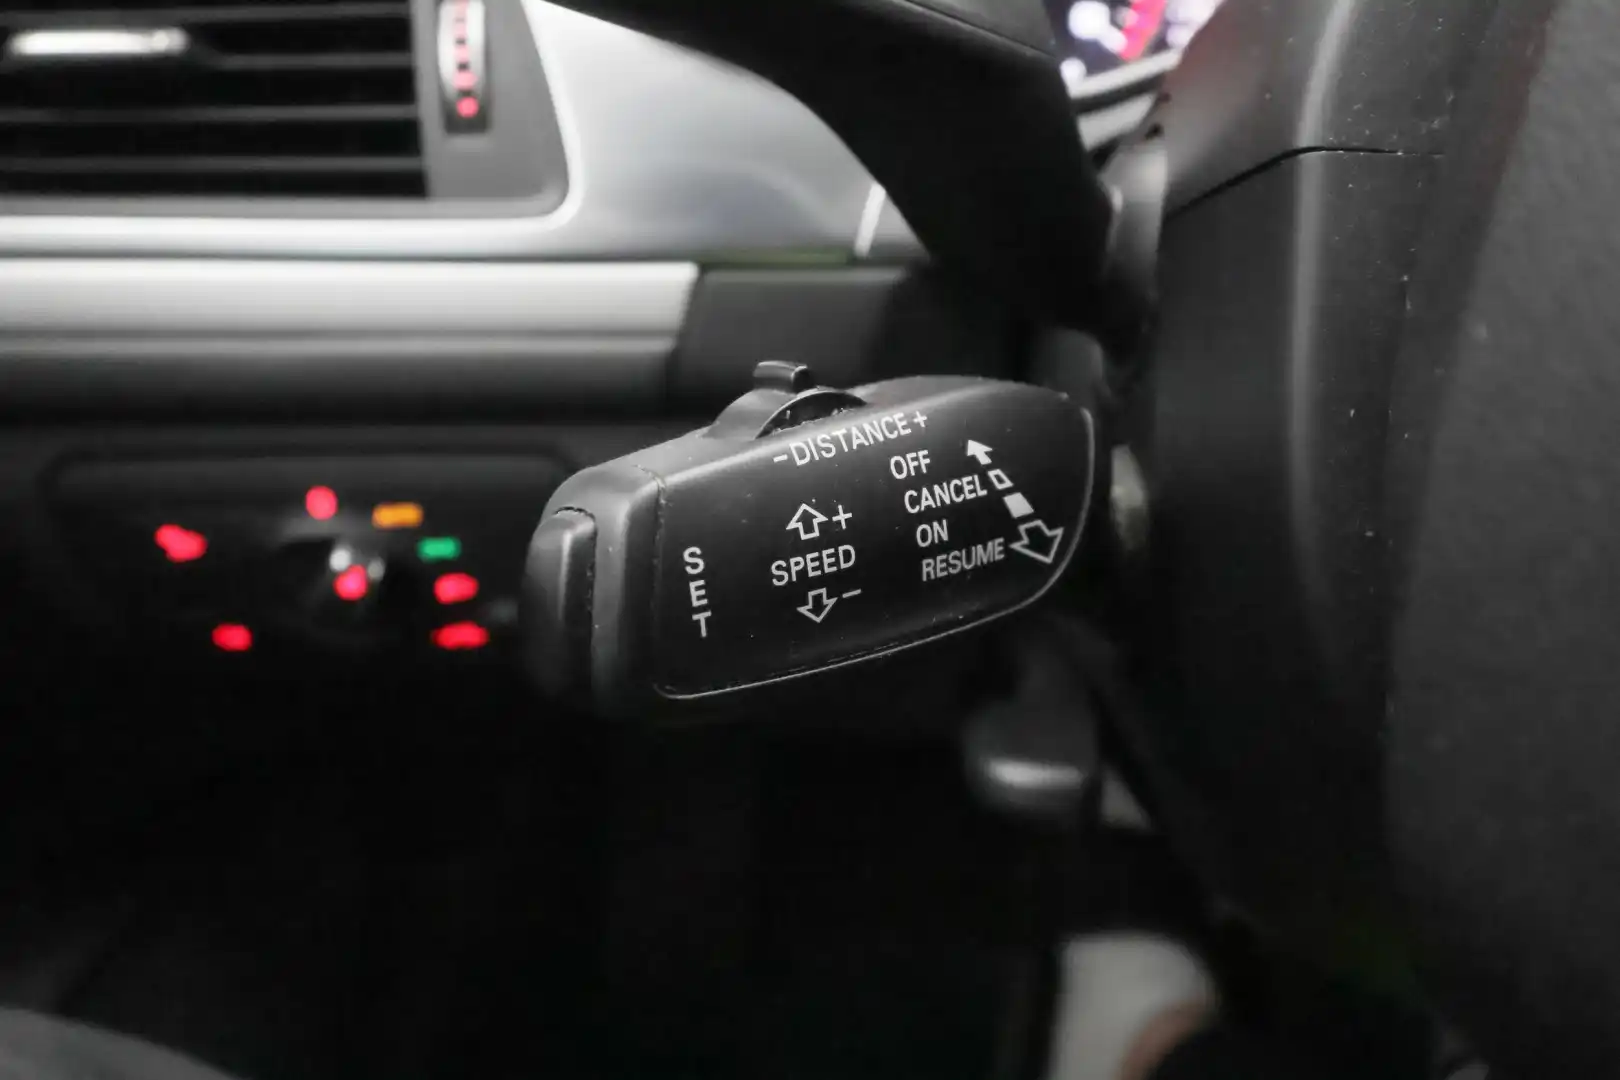 -DISTANCE+
OFF
CANCEL
ON
RESUME
+
SPEED
-
SET